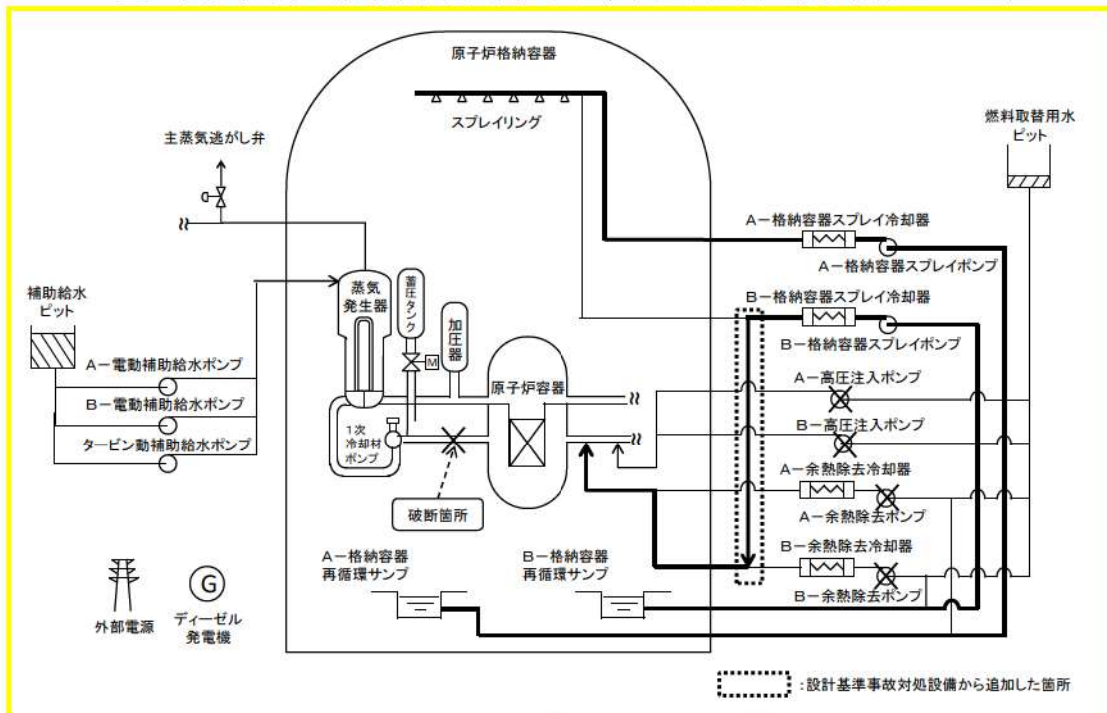 原子炉格納容器
スプレイリング
主蒸気逃がし弁
燃料取替用水
ピット
A-格納容器スプレイ冷却器
A-格納容器スプレイポンプ
補助給水
ピット
蒸気
発生器
蓄圧タンク
加圧器
B-格納容器スプレイ冷却器
B-格納容器スプレイポンプ
M
A-電動補助給水ポンプ
原子炉容器
A-高圧注入ポンプ
B-電動補助給水ポンプ
1次
冷却材
ポンプ
B-高圧注入ポンプ
タービン動補助給水ポンプ
A-余熱除去冷却器
破断箇所
A-余熱除去ポンプ
A-格納容器
再循環サンプ
B-格納容器
再循環サンプ
B-余熱除去冷却器
B-余熱除去ポンプ
G
外部電源
ディーゼル
発電機
:設計基準事故対処設備から追加した箇所